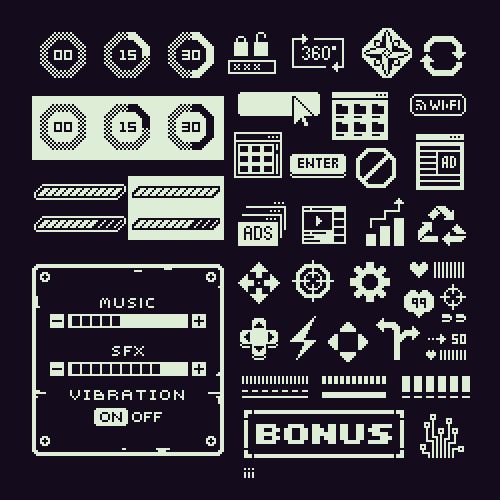 00 15 30
xxx
360°
WI-FI
00 15 30
ENTER
AD
ADS
99
50
MUSIC
SFX
VIBRATION
ON OFF
BONUS
iii